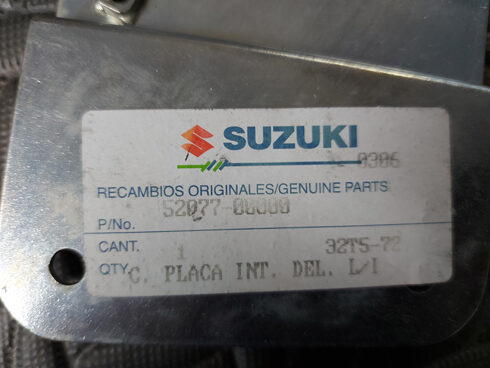 SUZUKI
0306
RECAMBIOS ORIGINALES/GENUINE PARTS
P/No. 52077-00000
CANT. 1 32T5-72
QTY. C. PLACA INT. DEL. L/I